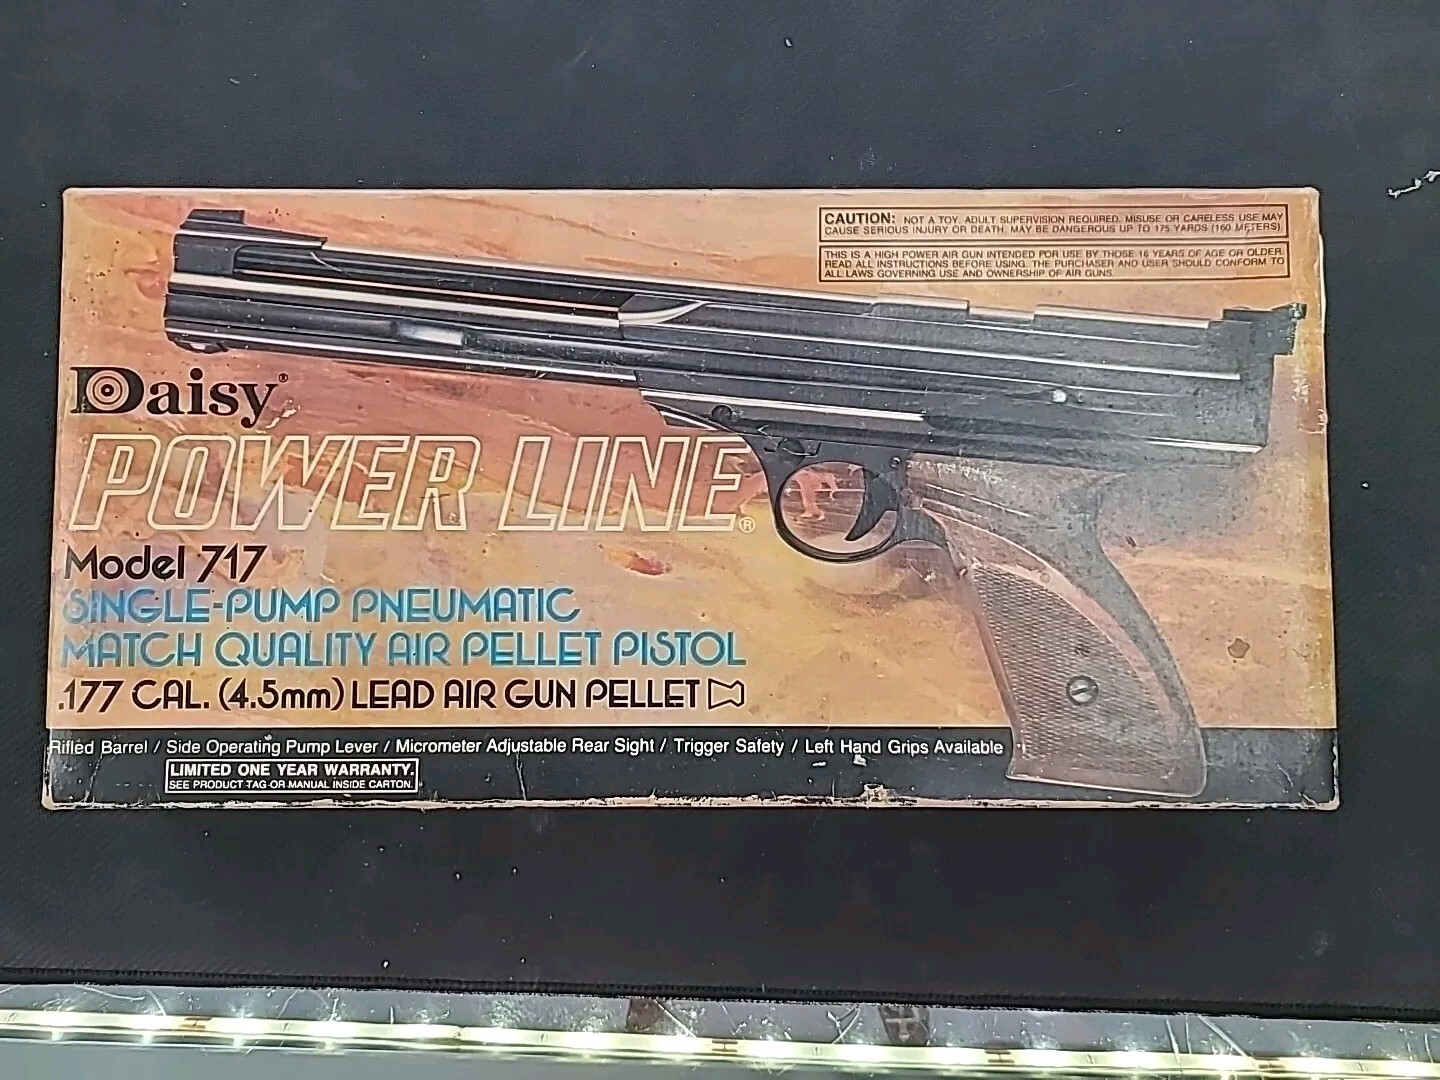 CAUTION: NOT A TOY. ADULT SUPERVISION REQUIRED. MISUSE OR CARELESS USE MAY
CAUSE SERIOUS INJURY OR DEATH. MAY BE DANGEROUS UP TO 175 YARDS (160 METERS).
THIS IS A HIGH POWER AIR GUN INTENDED FOR USE BY THOSE 16 YEARS OF AGE OR OLDER.
READ ALL INSTRUCTIONS BEFORE USING. THE PURCHASER AND USER SHOULD CONFORM TO
ALL LAWS GOVERNING USE AND OWNERSHIP OF AIR GUNS.
Daisy®
POWER LINE®
Model 717
SINGLE-PUMP PNEUMATIC
MATCH QUALITY AIR PELLET PISTOL
.177 CAL. (4.5mm) LEAD AIR GUN PELLET
Rifled Barrel / Side Operating Pump Lever / Micrometer Adjustable Rear Sight / Trigger Safety / Left Hand Grips Available
LIMITED ONE YEAR WARRANTY.
SEE PRODUCT TAG OR MANUAL INSIDE CARTON.